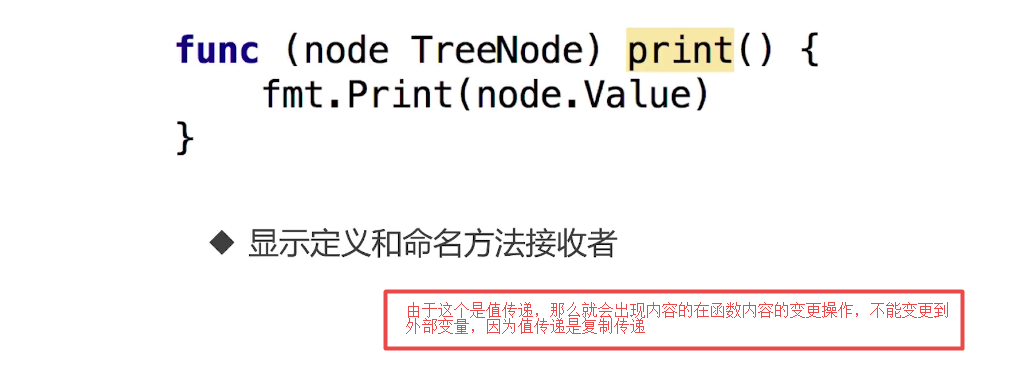 func (node TreeNode) print() {
    fmt.Print(node.Value)
}
◆ 显示定义和命名方法接收者
由于这个是值传递，那么就会出现内容的在函数内容的变更操作，不能变更到
外部变量，因为值传递是复制传递